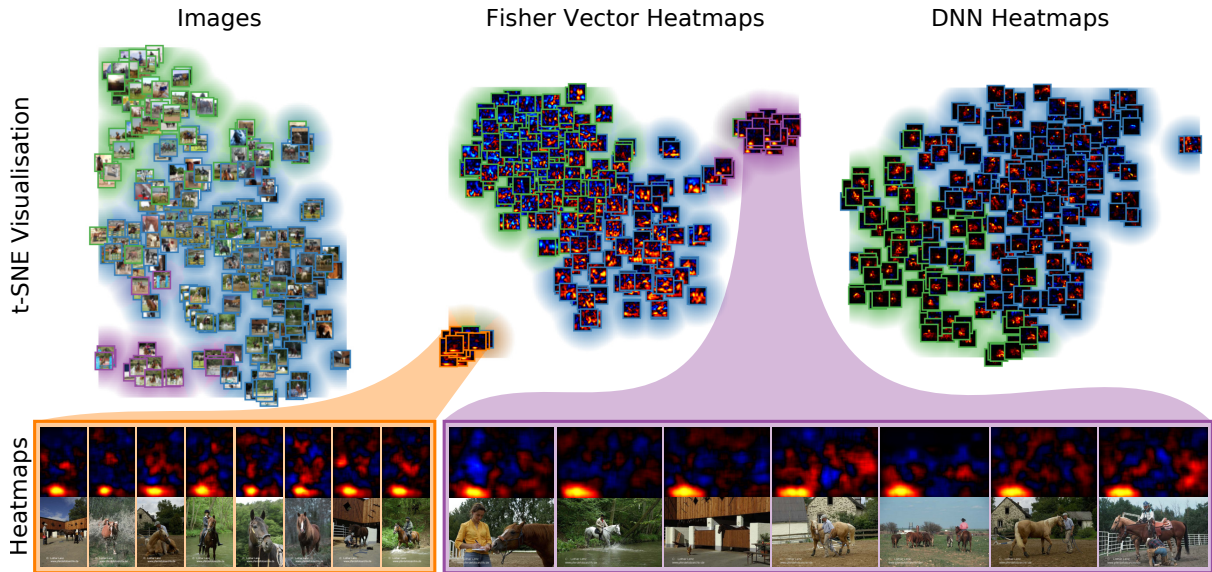 Images
Fisher Vector Heatmaps
DNN Heatmaps
t-SNE Visualisation
Heatmaps